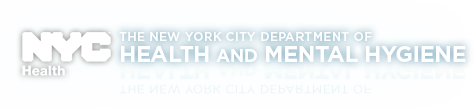 NYC
Health
THE NEW YORK CITY DEPARTMENT OF
HEALTH AND MENTAL HYGIENE